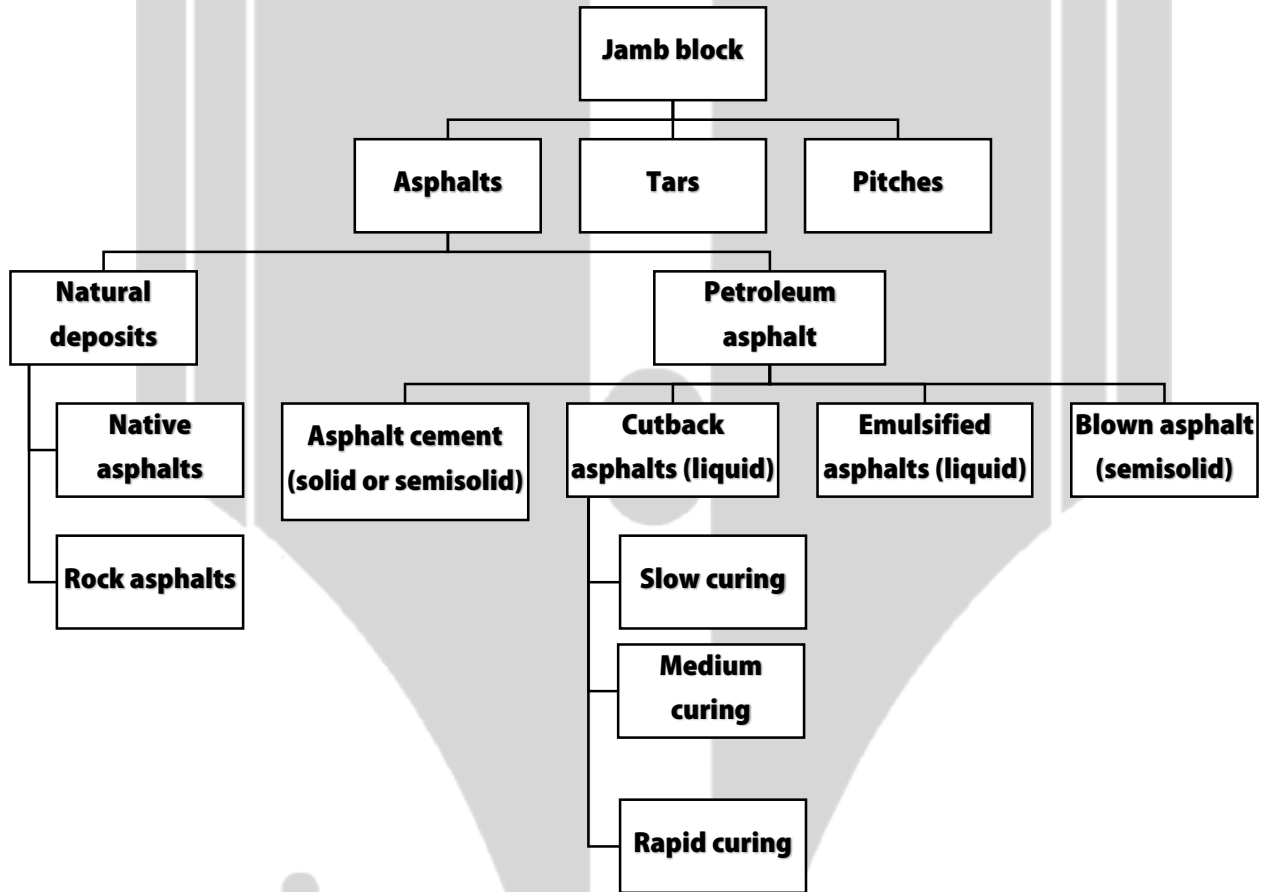 Jamb block
Asphalts
Tars
Pitches
Natural
deposits
Petroleum
asphalt
Native
asphalts
Asphalt cement
(solid or semisolid)
Cutback
asphalts (liquid)
Emulsified
asphalts (liquid)
Blown asphalt
(semisolid)
Rock asphalts
Slow curing
Medium
curing
Rapid curing